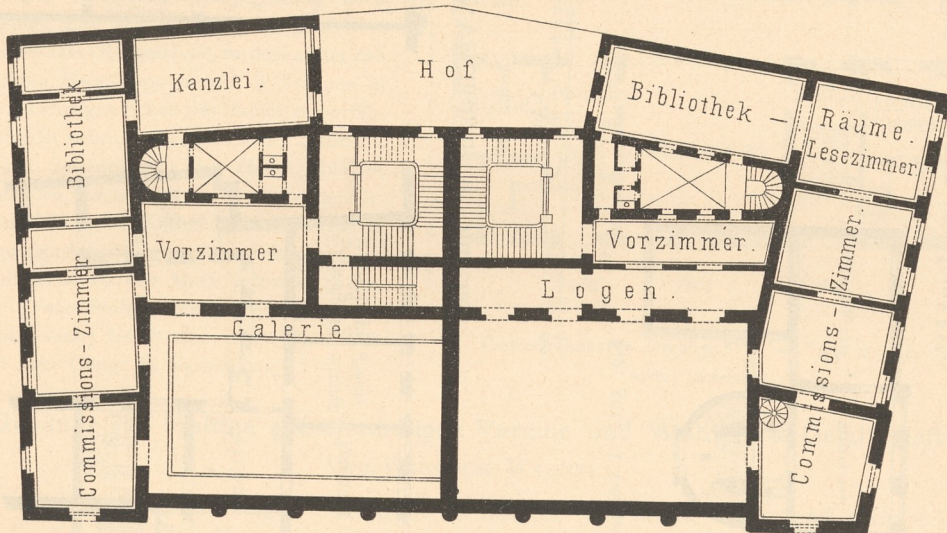 Hof
Kanzlei.
Bibliothek
Bibliothek —
Räume.
Lesezimmer
Vorzimmer
Vorzimmer.
Logen.
Galerie
Commissions-Zimmer
Commissions-Zimmer.